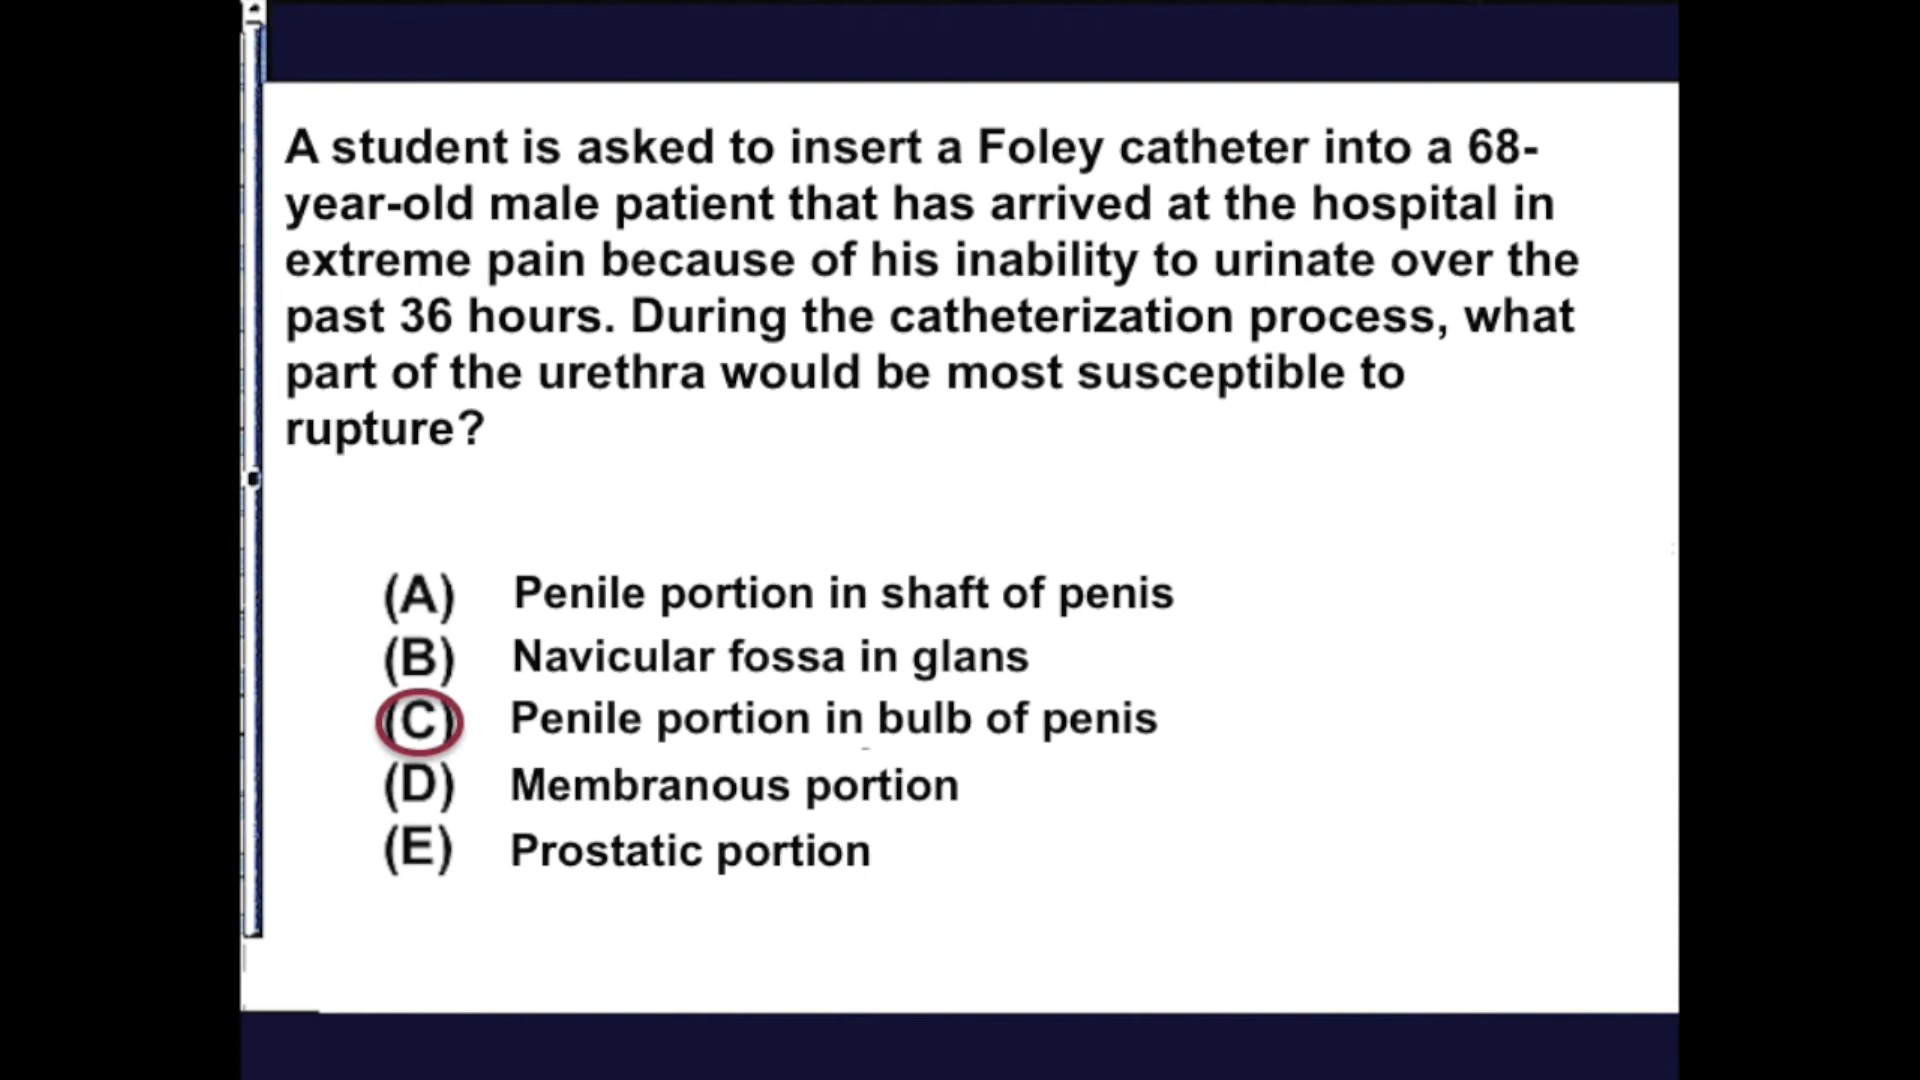 A student is asked to insert a Foley catheter into a 68-
year-old male patient that has arrived at the hospital in
extreme pain because of his inability to urinate over the
past 36 hours. During the catheterization process, what
part of the urethra would be most susceptible to
rupture?
(A) Penile portion in shaft of penis
(B) Navicular fossa in glans
(C) Penile portion in bulb of penis
(D) Membranous portion
(E) Prostatic portion